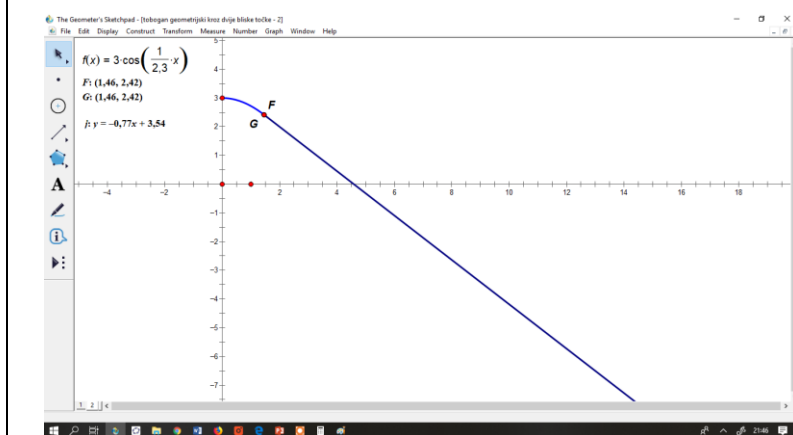 The Geometer's Sketchpad - [tobogan geometrijski kroz dvije bliske točke - 2]
File Edit Display Construct Transform Measure Number Graph Window Help
f(x) = 3·cos(1/2,3·x)
F: (1,46, 2,42)
G: (1,46, 2,42)
j: y = −0,77x + 3,54
5
4
3
F
2
G
1
-4 -2 2 4 6 8 10 12 14 16 18
-1
-2
-3
-4
-5
-6
-7
A
1 2
21:46